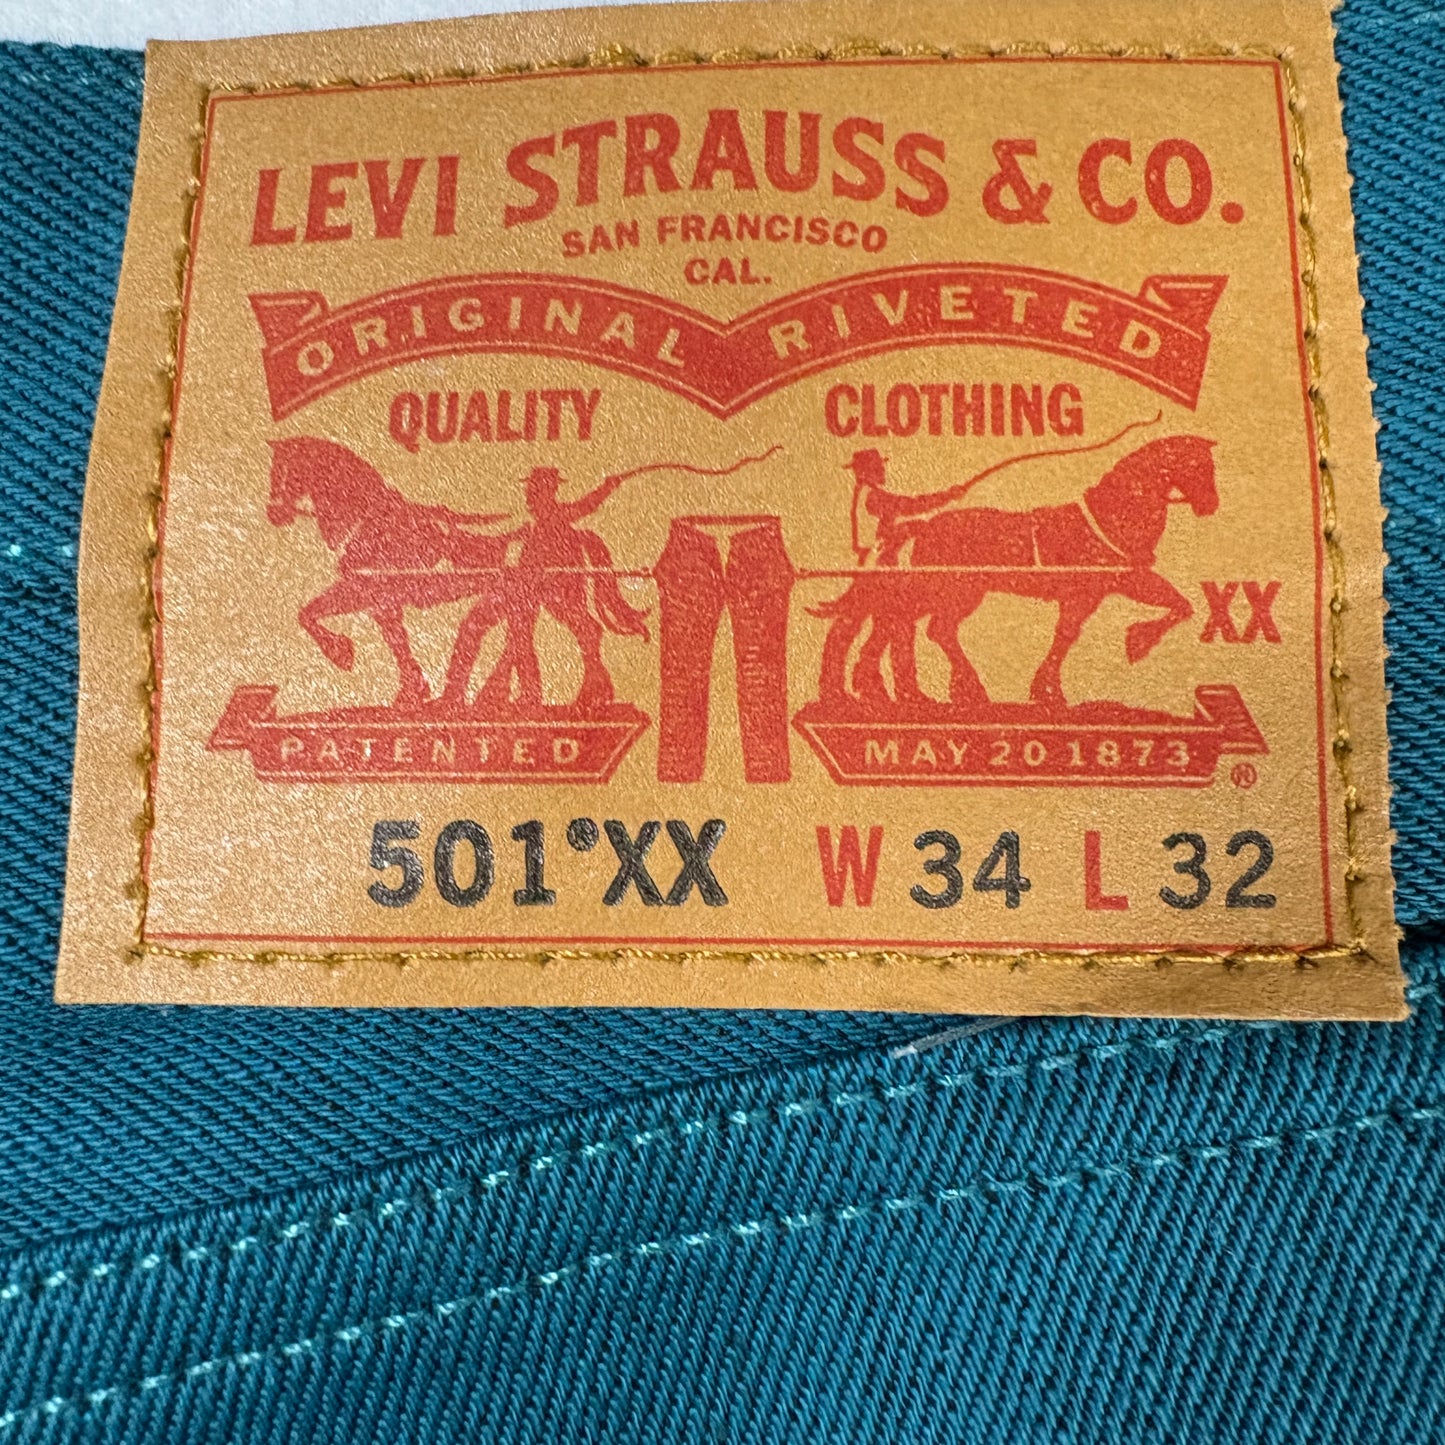 LEVI STRAUSS & CO.
SAN FRANCISCO
CAL.
ORIGINAL RIVETED
QUALITY CLOTHING
XX
PATENTED MAY 20 1873 ®
501®XX W 34 L 32